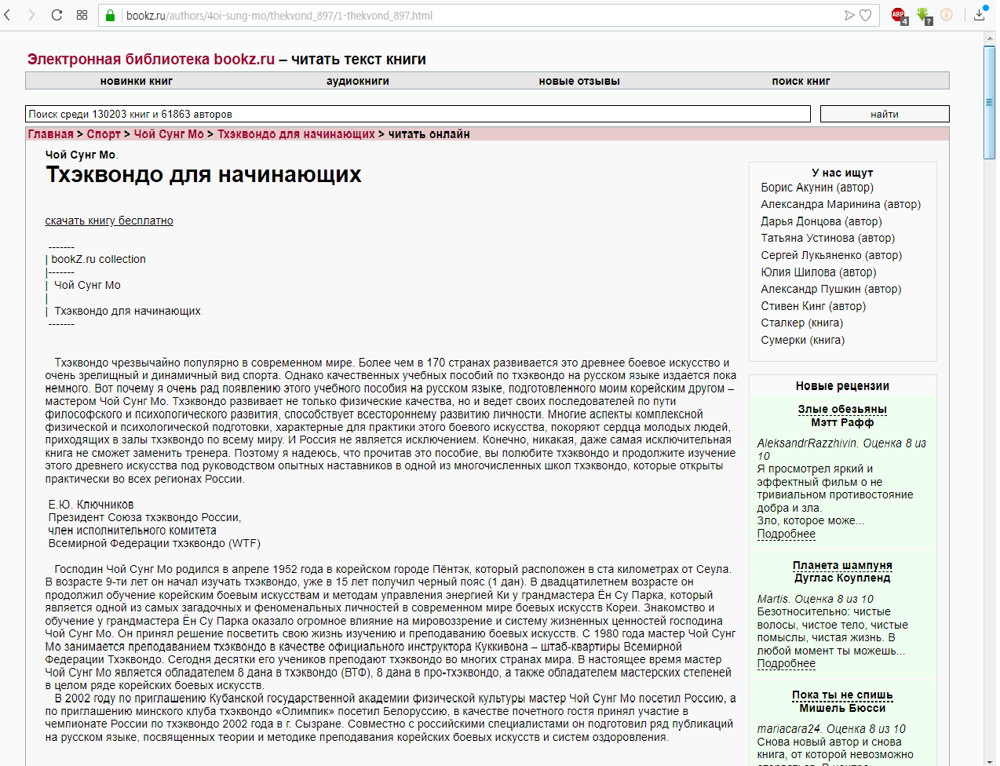 bookz.ru/authors/4oi-sung-mo/thekvond_897/1-thekvond_897.html
ABP
4
?
Электронная библиотека bookz.ru – читать текст книги
новинки книг аудиокниги новые отзывы поиск книг
Поиск среди 130203 книг и 61863 авторов найти
Главная > Спорт > Чой Сунг Мо > Тхэквондо для начинающих > читать онлайн
Чой Сунг Мо.
Тхэквондо для начинающих
скачать книгу бесплатно
-------
| bookZ.ru collection
|-------
| Чой Сунг Мо
|
| Тхэквондо для начинающих
-------
Тхэквондо чрезвычайно популярно в современном мире. Более чем в 170 странах развивается это древнее боевое искусство и
очень зрелищный и динамичный вид спорта. Однако качественных учебных пособий по тхэквондо на русском языке издается пока
немного. Вот почему я очень рад появлению этого учебного пособия на русском языке, подготовленного моим корейским другом –
мастером Чой Сунг Мо. Тхэквондо развивает не только физические качества, но и ведет своих последователей по пути
философского и психологического развития, способствует всестороннему развитию личности. Многие аспекты комплексной
физической и психологической подготовки, характерные для практики этого боевого искусства, покоряют сердца молодых людей,
приходящих в залы тхэквондо по всему миру. И Россия не является исключением. Конечно, никакая, даже самая исключительная
книга не сможет заменить тренера. Поэтому я надеюсь, что прочитав это пособие, вы полюбите тхэквондо и продолжите изучение
этого древнего искусства под руководством опытных наставников в одной из многочисленных школ тхэквондо, которые открыты
практически во всех регионах России.
Е.Ю. Ключников
Президент Союза тхэквондо России,
член исполнительного комитета
Всемирной Федерации тхэквондо (WTF)
Господин Чой Сунг Мо родился в апреле 1952 года в корейском городе Пёнтэк, который расположен в ста километрах от Сеула.
В возрасте 9-ти лет он начал изучать тхэквондо, уже в 15 лет получил черный пояс (1 дан). В двадцатилетнем возрасте он
продолжил обучение корейским боевым искусствам и методам управления энергией Ки у грандмастера Ён Су Парка, который
является одной из самых загадочных и феноменальных личностей в современном мире боевых искусств Кореи. Знакомство и
обучение у грандмастера Ён Су Парка оказало огромное влияние на мировоззрение и систему жизненных ценностей господина
Чой Сунг Мо. Он принял решение посветить свою жизнь изучению и преподаванию боевых искусств. С 1980 года мастер Чой Сунг
Мо занимается преподаванием тхэквондо в качестве официального инструктора Куккивона – штаб-квартиры Всемирной
Федерации Тхэквондо. Сегодня десятки его учеников преподают тхэквондо во многих странах мира. В настоящее время мастер
Чой Сунг Мо является обладателем 8 дана в тхэквондо (ВТФ), 8 дана в про-тхэквондо, а также обладателем мастерских степеней
в целом ряде корейских боевых искусств.
В 2002 году по приглашению Кубанской государственной академии физической культуры мастер Чой Сунг Мо посетил Россию, а
по приглашению минского клуба тхэквондо «Олимпик» посетил Белоруссию, в качестве почетного гостя принял участие в
чемпионате России по тхэквондо 2002 года в г. Сызране. Совместно с российскими специалистами он подготовил ряд публикаций
на русском языке, посвященных теории и методике преподавания корейских боевых искусств и систем оздоровления.
У нас ищут
Борис Акунин (автор)
Александра Маринина (автор)
Дарья Донцова (автор)
Татьяна Устинова (автор)
Сергей Лукьяненко (автор)
Юлия Шилова (автор)
Александр Пушкин (автор)
Стивен Кинг (автор)
Сталкер (книга)
Сумерки (книга)
Новые рецензии
Злые обезьяны
Мэтт Рафф
AleksandrRazzhivin. Оценка 8 из
10
Я просмотрел яркий и
эффектный фильм о не
тривиальном противостояние
добра и зла.
Зло, которое може...
Подробнее
Планета шампуня
Дуглас Коупленд
Martis. Оценка 8 из 10
Безотносительно: чистые
волосы, чистое тело, чистые
помыслы, чистая жизнь. В
любой момент ты можешь...
Подробнее
Пока ты не спишь
Мишель Бюсси
mariacara24. Оценка 8 из 10
Снова новый автор и снова
книга, от которой невозможно